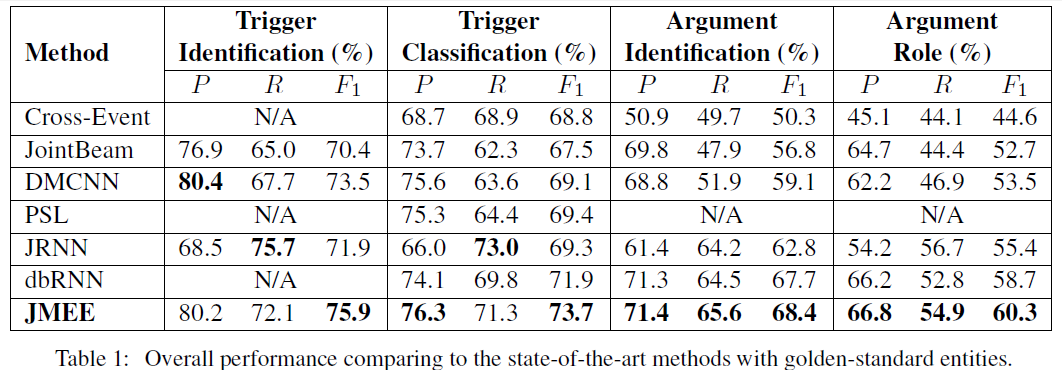 Method Trigger Identification (%) Trigger Classification (%) Argument Identification (%) Argument Role (%)
P R F1 P R F1 P R F1 P R F1
Cross-Event N/A 68.7 68.9 68.8 50.9 49.7 50.3 45.1 44.1 44.6
JointBeam 76.9 65.0 70.4 73.7 62.3 67.5 69.8 47.9 56.8 64.7 44.4 52.7
DMCNN 80.4 67.7 73.5 75.6 63.6 69.1 68.8 51.9 59.1 62.2 46.9 53.5
PSL N/A 75.3 64.4 69.4 N/A N/A
JRNN 68.5 75.7 71.9 66.0 73.0 69.3 61.4 64.2 62.8 54.2 56.7 55.4
dbRNN N/A 74.1 69.8 71.9 71.3 64.5 67.7 66.2 52.8 58.7
JMEE 80.2 72.1 75.9 76.3 71.3 73.7 71.4 65.6 68.4 66.8 54.9 60.3
Table 1: Overall performance comparing to the state-of-the-art methods with golden-standard entities.